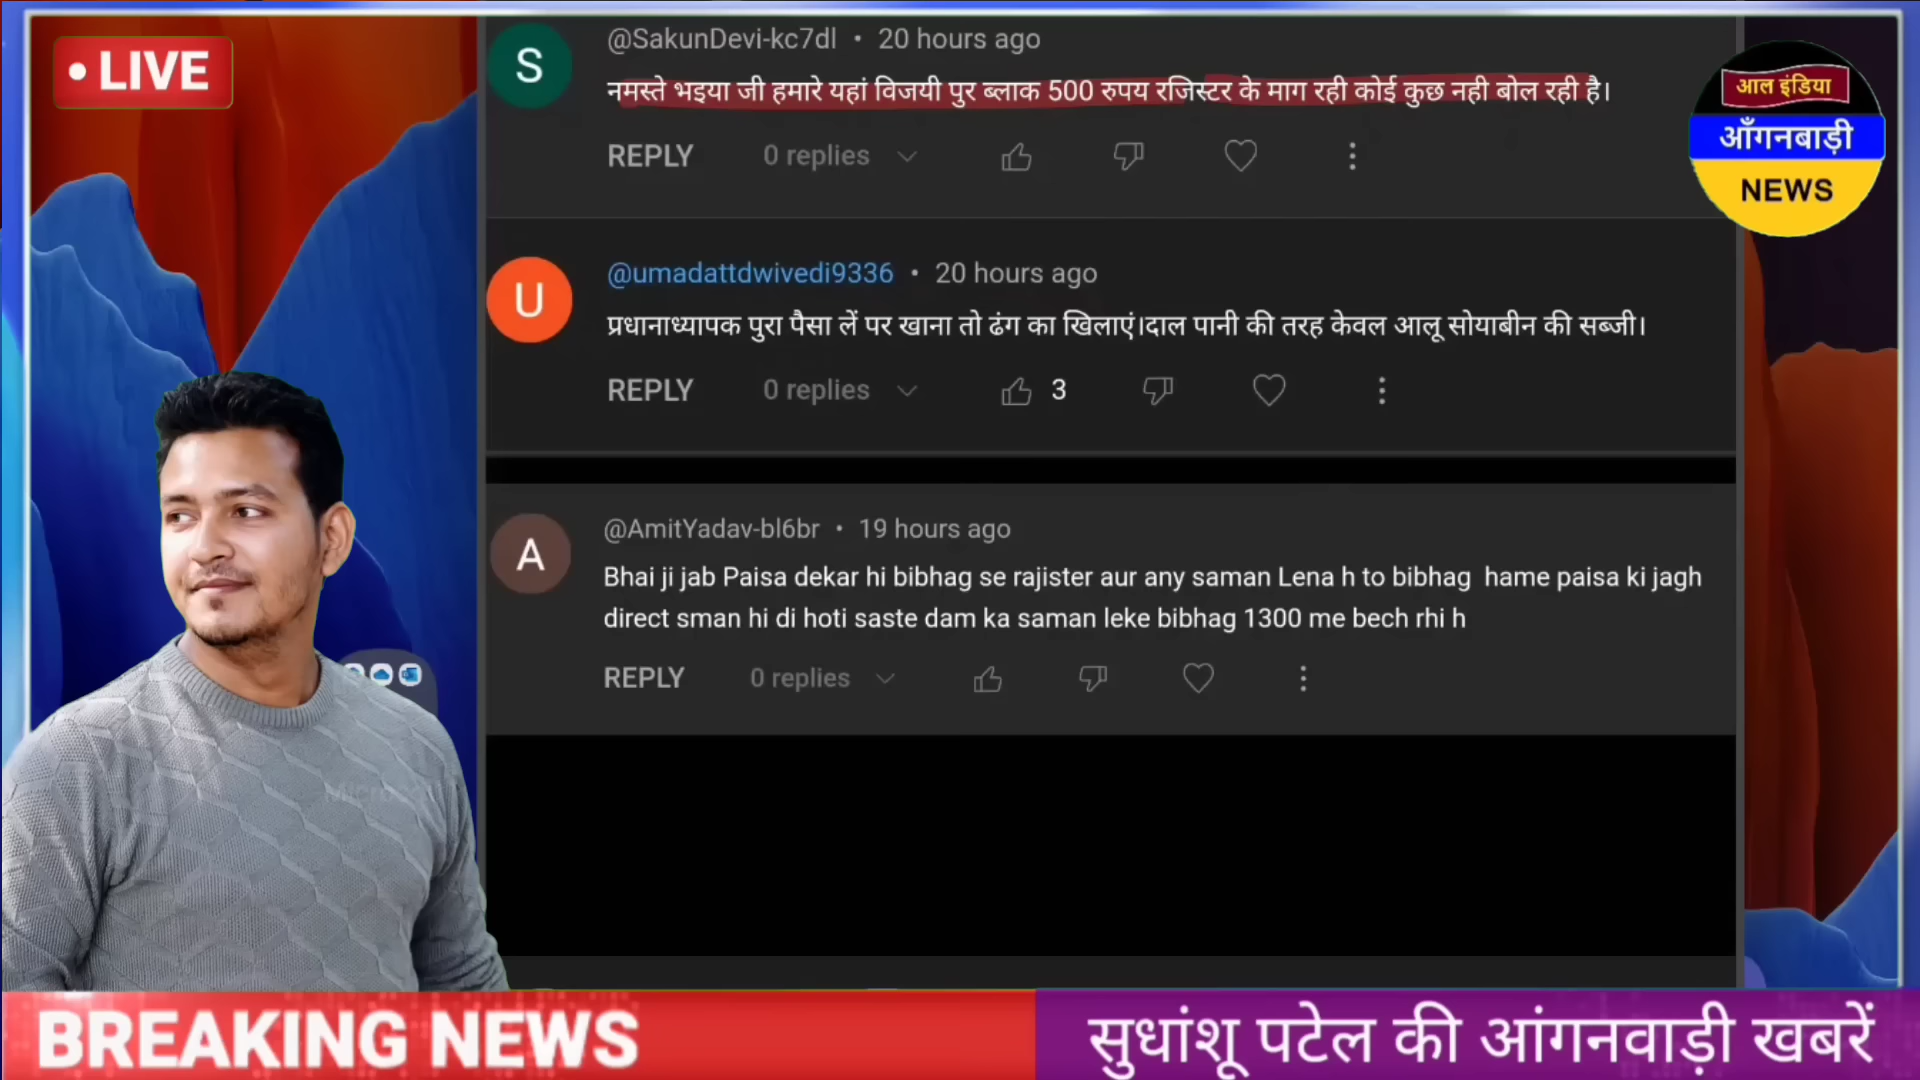 LIVE
S
@SakunDevi-kc7dl • 20 hours ago
नमस्ते भइया जी हमारे यहां विजयी पुर ब्लाक 500 रुपय रजिस्टर के माग रही कोई कुछ नही बोल रही है।
REPLY 0 replies
आल इंडिया
आँगनबाड़ी
NEWS
U
@umadattdwivedi9336 • 20 hours ago
प्रधानाध्यापक पुरा पैसा लें पर खाना तो ढंग का खिलाएं।दाल पानी की तरह केवल आलू सोयाबीन की सब्जी।
REPLY 0 replies 3
A
@AmitYadav-bl6br • 19 hours ago
Bhai ji jab Paisa dekar hi bibhag se rajister aur any saman Lena h to bibhag hame paisa ki jagh
direct sman hi di hoti saste dam ka saman leke bibhag 1300 me bech rhi h
REPLY 0 replies
BREAKING NEWS
सुधांशू पटेल की आंगनवाड़ी खबरें